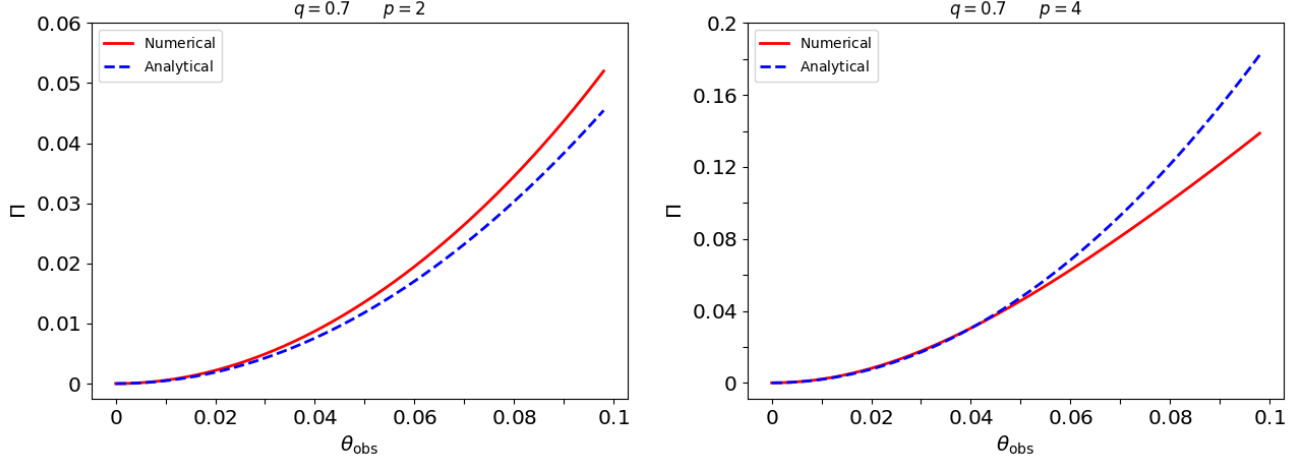 q = 0.7 p = 2
0.06
0.05
0.04
0.03
0.02
0.01
0
Π
Numerical
Analytical
0 0.02 0.04 0.06 0.08 0.1
θobs
q = 0.7 p = 4
0.2
0.16
0.12
0.08
0.04
0
Π
Numerical
Analytical
0 0.02 0.04 0.06 0.08 0.1
θobs